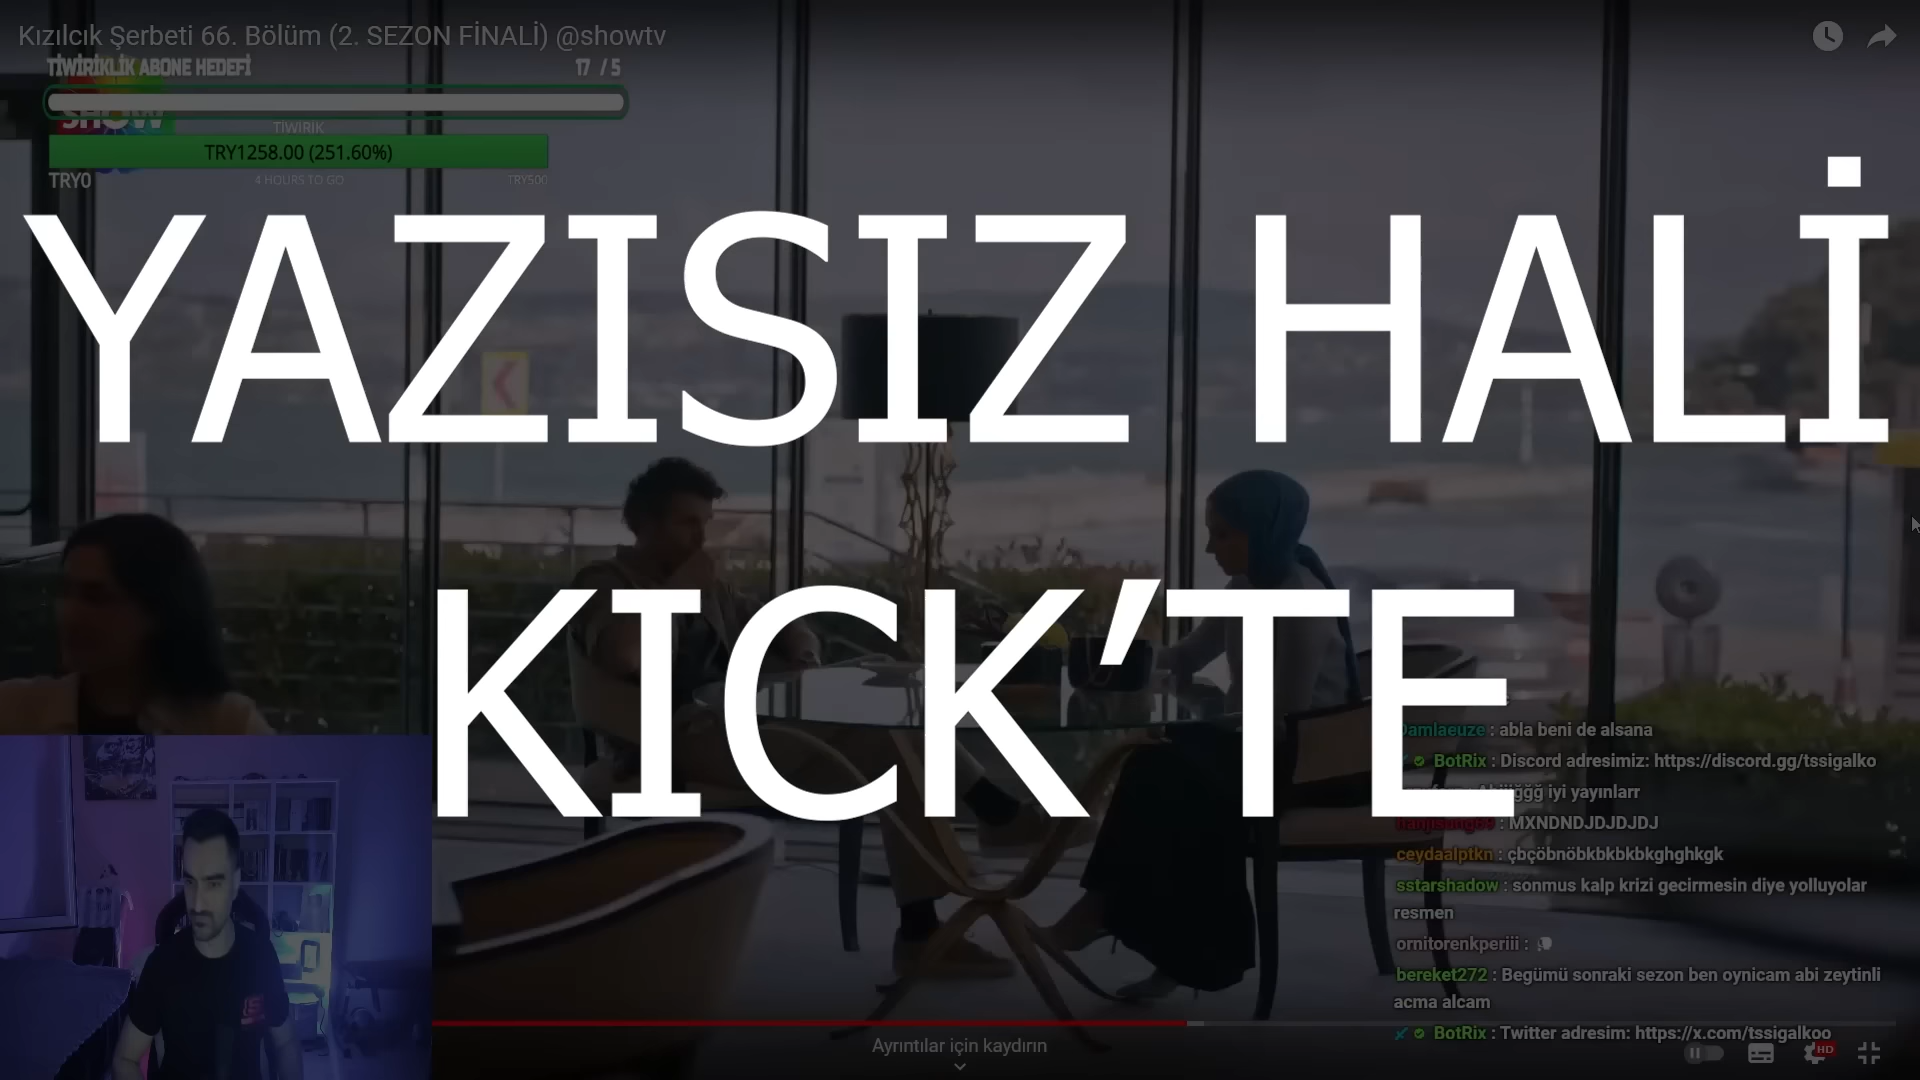 Kızılcık Şerbeti 66. Bölüm (2. SEZON FİNALİ) @showtv
TİWİRİKLİK ABONE HEDEFİ 17 / 5
SHOW
TİWİRİK
TRY1258.00 (251.60%)
TRY0 4 HOURS TO GO TRY500
YAZISIZ HALİ
KICK'TE
Damlaeuze : abla beni de alsana
BotRix : Discord adresimiz: https://discord.gg/tssigalko
iyi yayınlarr
: MXNDNDJDJDJDJ
ceydaalptkn : çbçöbnöbkbkbkbkghghkgk
sstarshadow : sonmus kalp krizi gecirmesin diye yolluyolar
resmen
ornitorenkperiii :
bereket272 : Begümü sonraki sezon ben oynicam abi zeytinli
acma alcam
BotRix : Twitter adresim: https://x.com/tssigalkoo
Ayrıntılar için kaydırın
HD